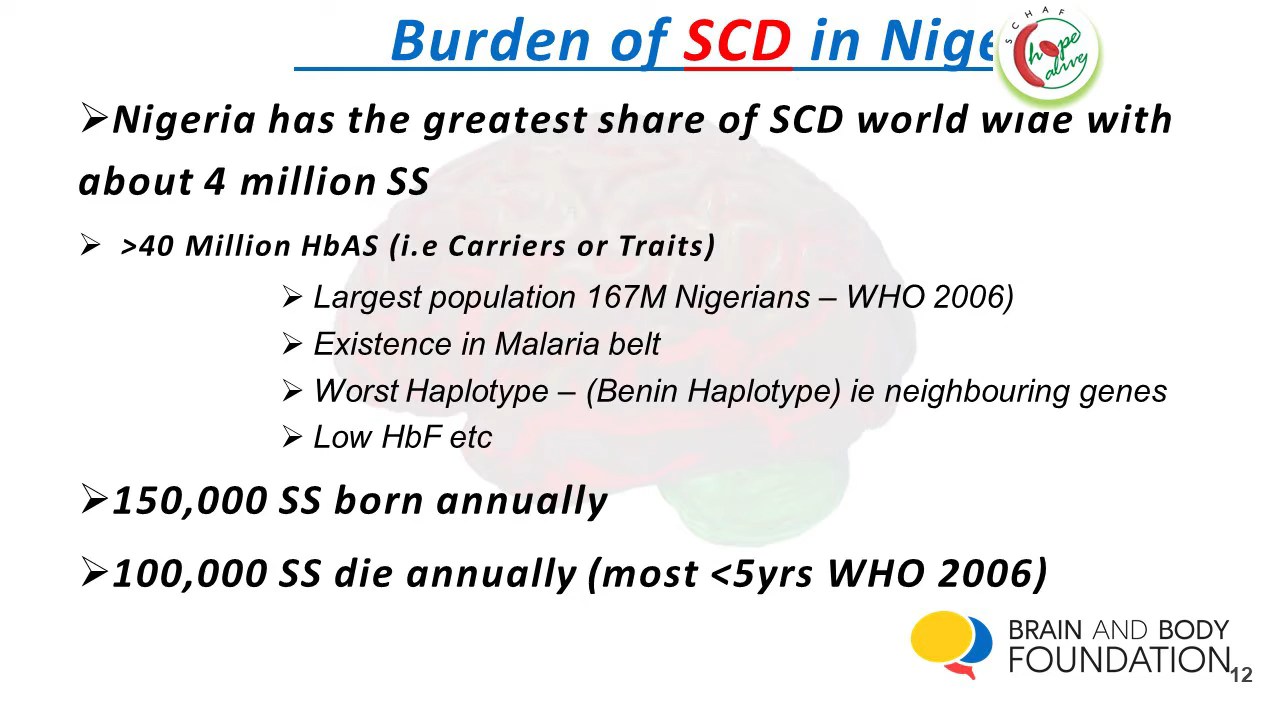 Burden of SCD in Nige
SCHAF
hope
alive
➢Nigeria has the greatest share of SCD world wide with
about 4 million SS
➢ >40 Million HbAS (i.e Carriers or Traits)
➢ Largest population 167M Nigerians – WHO 2006)
➢ Existence in Malaria belt
➢ Worst Haplotype – (Benin Haplotype) ie neighbouring genes
➢ Low HbF etc
➢150,000 SS born annually
➢100,000 SS die annually (most <5yrs WHO 2006)
BRAIN AND BODY
FOUNDATION
12